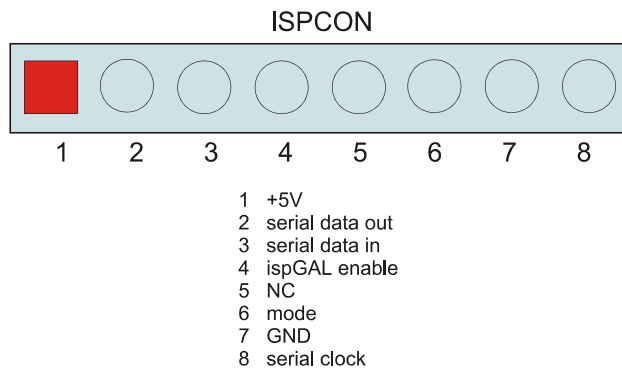 ISPCON
1 2 3 4 5 6 7 8
1 +5V
2 serial data out
3 serial data in
4 ispGAL enable
5 NC
6 mode
7 GND
8 serial clock